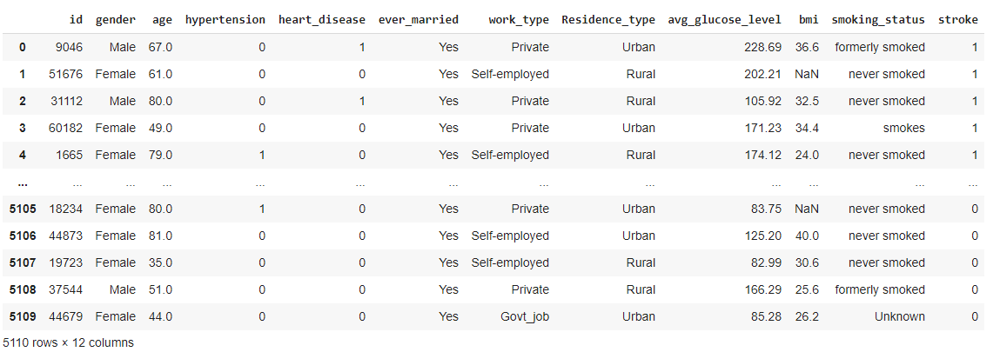 id gender age hypertension heart_disease ever_married work_type Residence_type avg_glucose_level bmi smoking_status stroke
0 9046 Male 67.0 0 1 Yes Private Urban 228.69 36.6 formerly smoked 1
1 51676 Female 61.0 0 0 Yes Self-employed Rural 202.21 NaN never smoked 1
2 31112 Male 80.0 0 1 Yes Private Rural 105.92 32.5 never smoked 1
3 60182 Female 49.0 0 0 Yes Private Urban 171.23 34.4 smokes 1
4 1665 Female 79.0 1 0 Yes Self-employed Rural 174.12 24.0 never smoked 1
... ... ... ... ... ... ... ... ... ... ... ... ...
5105 18234 Female 80.0 1 0 Yes Private Urban 83.75 NaN never smoked 0
5106 44873 Female 81.0 0 0 Yes Self-employed Urban 125.20 40.0 never smoked 0
5107 19723 Female 35.0 0 0 Yes Self-employed Rural 82.99 30.6 never smoked 0
5108 37544 Male 51.0 0 0 Yes Private Rural 166.29 25.6 formerly smoked 0
5109 44679 Female 44.0 0 0 Yes Govt_job Urban 85.28 26.2 Unknown 0
5110 rows × 12 columns